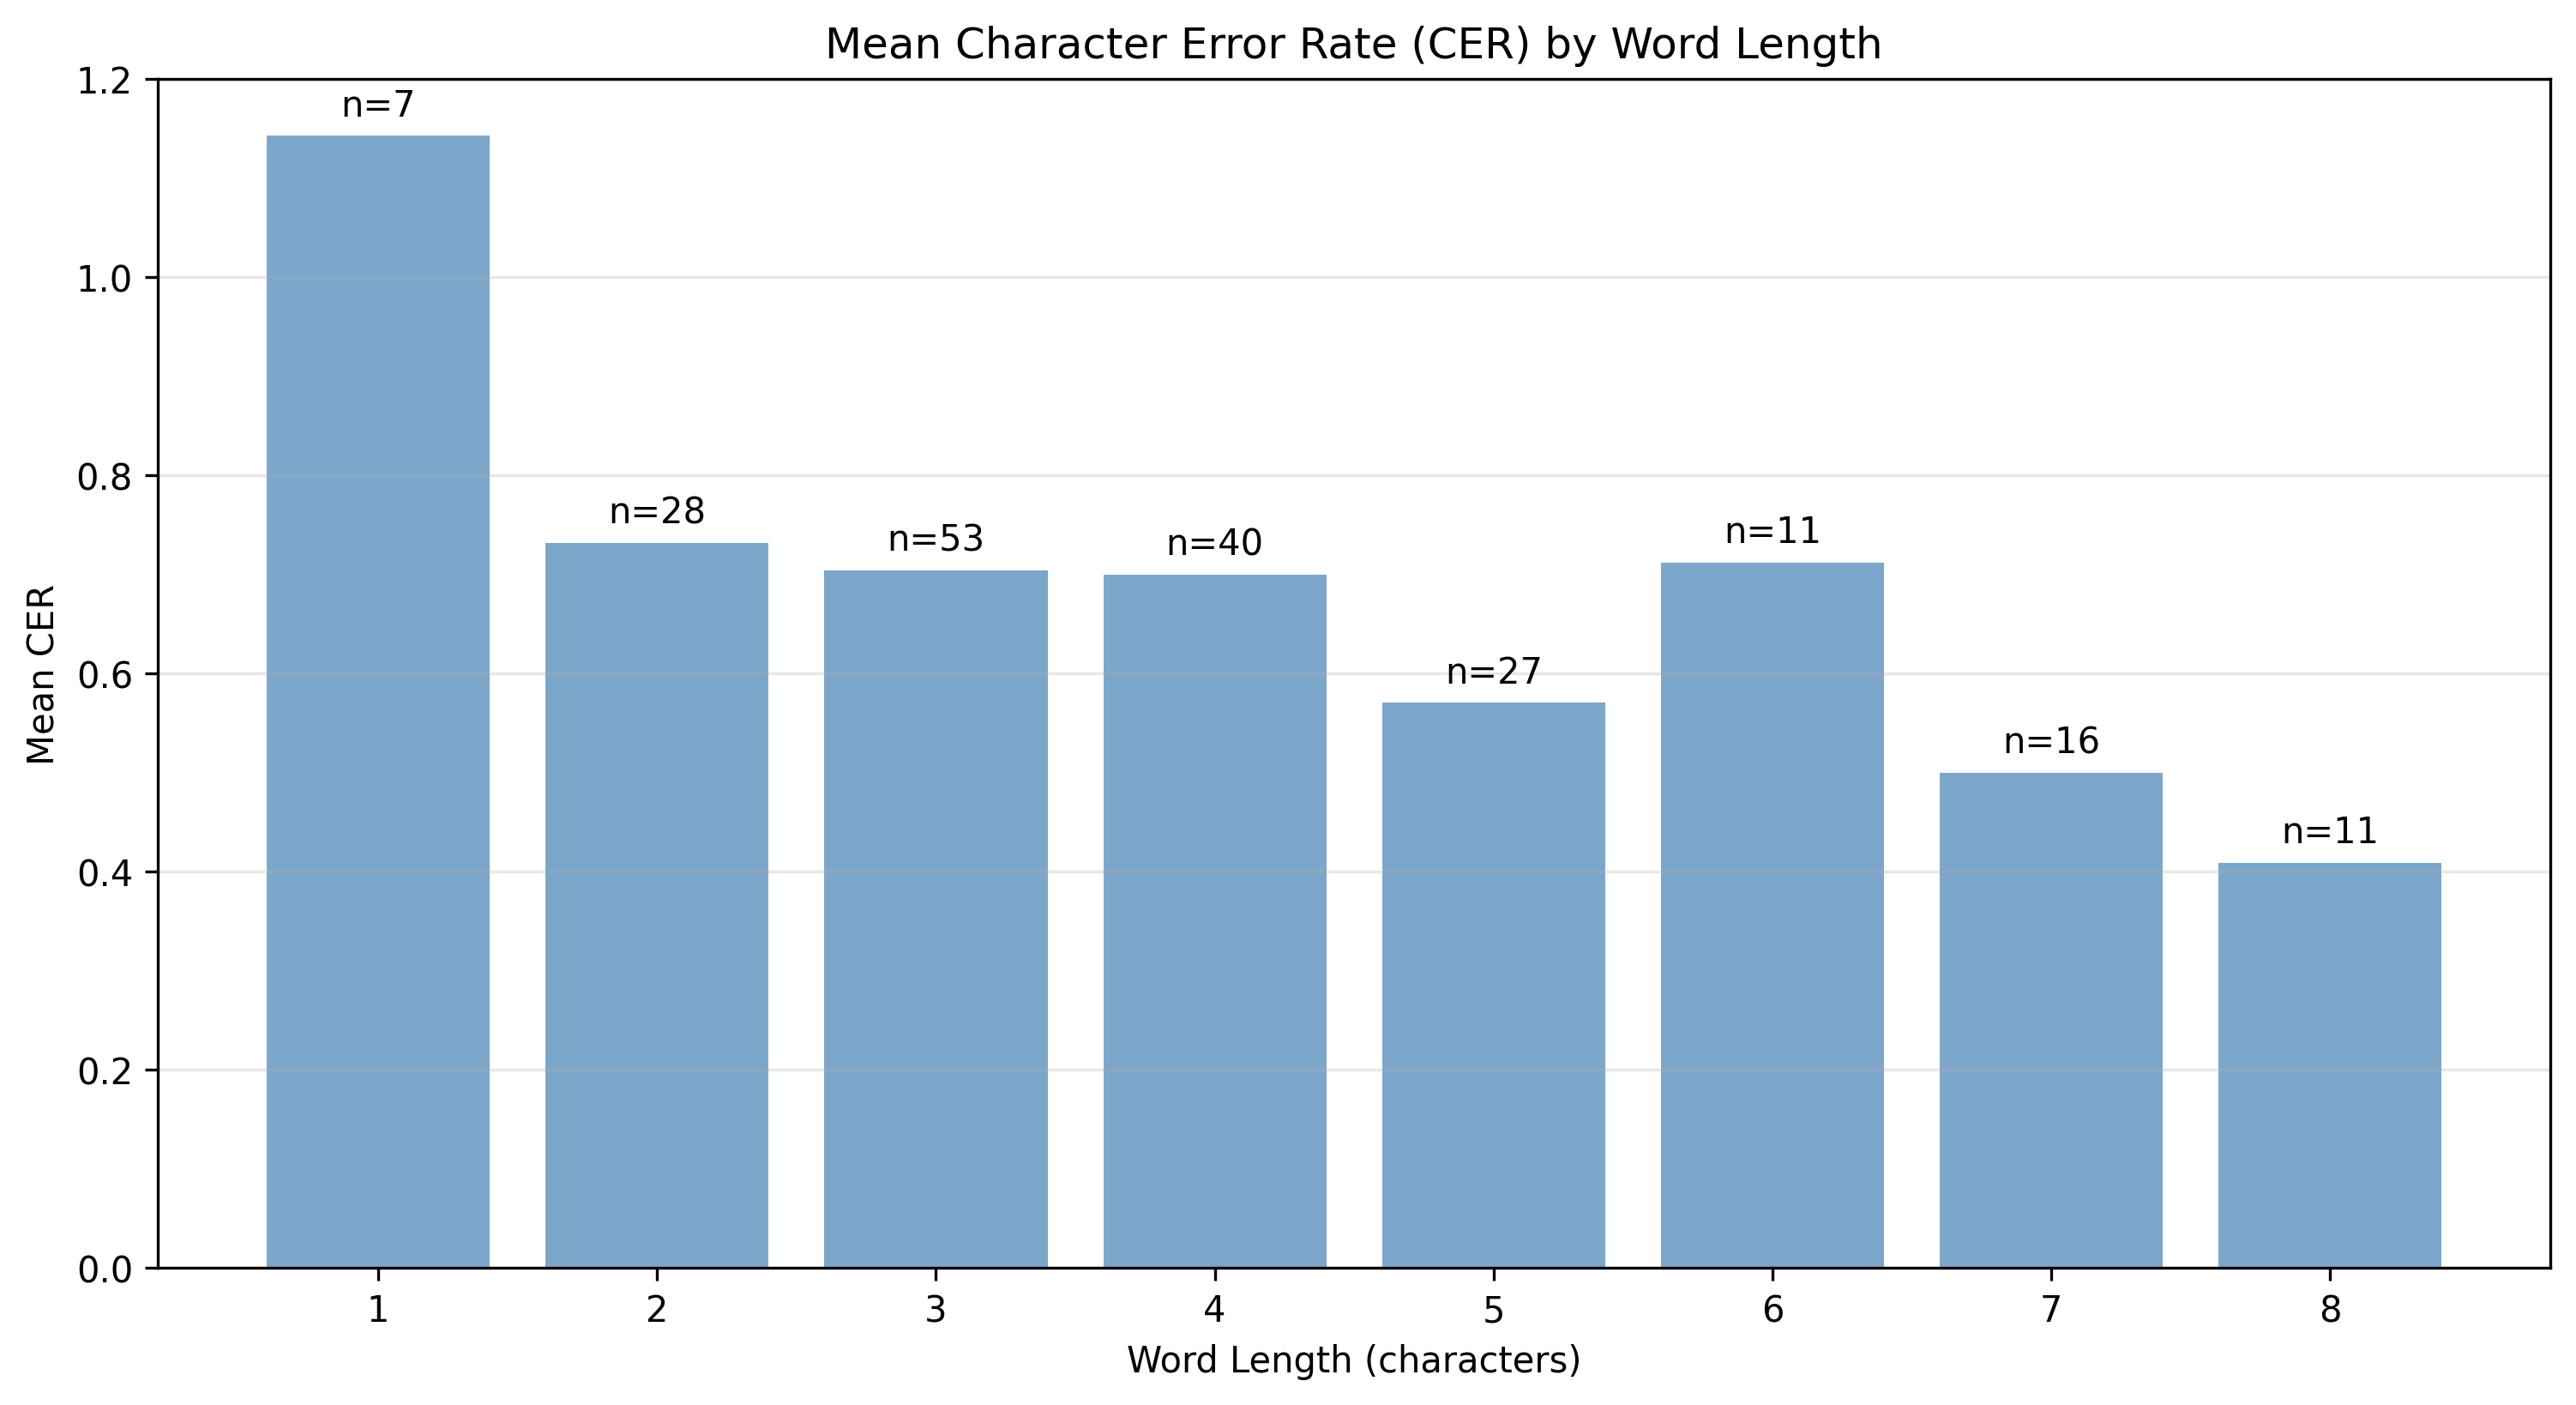 Mean Character Error Rate (CER) by Word Length
1.2
n=7
1.0
0.8
n=28
n=53
n=40
n=11
0.6
n=27
n=16
n=11
0.4
0.2
0.0
Mean CER
1 2 3 4 5 6 7 8
Word Length (characters)